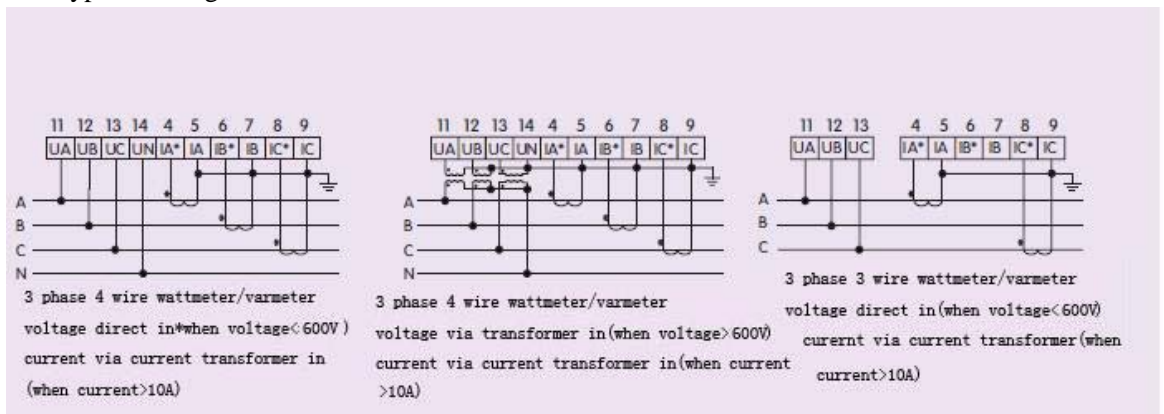 11 12 13 14 4 5 6 7 8 9
UA UB UC UN IA* IA IB* IB IC* IC
A
B
C
N
3 phase 4 wire wattmeter/varmeter
voltage direct in*when voltage<600V)
current via current transformer in
(when current>10A)
11 12 13 14 4 5 6 7 8 9
UA UB UC UN IA* IA IB* IB IC* IC
A
B
C
N
3 phase 4 wire wattmeter/varmeter
voltage via transformer in(when voltage>600V)
current via current transformer in(when current
>10A)
11 12 13 4 5 6 7 8 9
UA UB UC IA* IA IB* IB IC* IC
A
B
C
3 phase 3 wire wattmeter/varmeter
voltage direct in(when voltage<600V)
curernt via current transformer(when
current>10A)